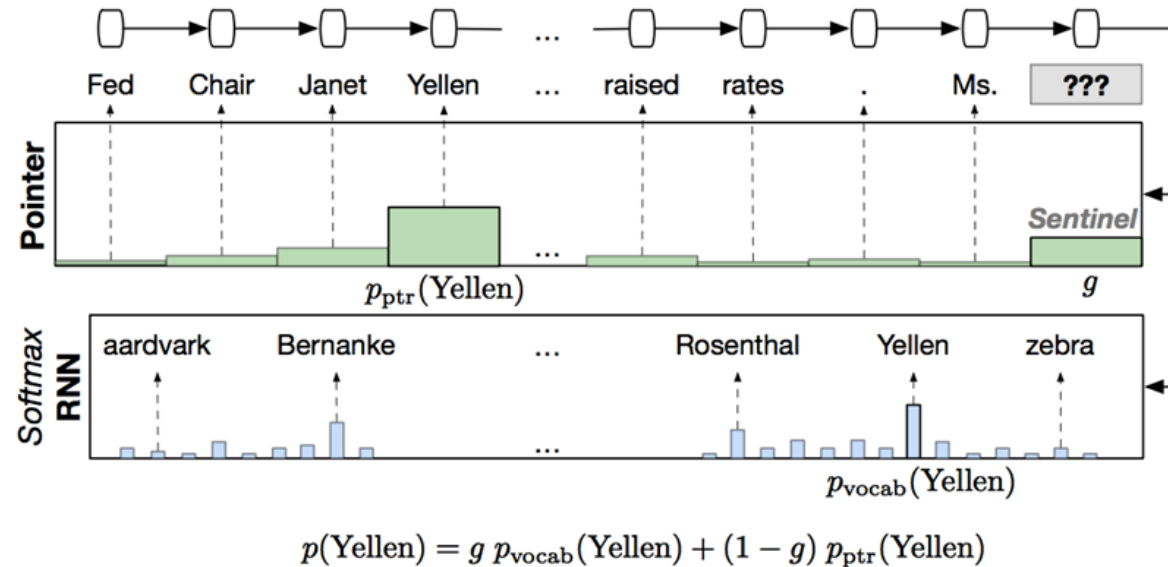 Fed Chair Janet Yellen ... raised rates . Ms. ???
Pointer
Sentinel
...
p_ptr(Yellen) g
Softmax RNN
aardvark Bernanke ... Rosenthal Yellen zebra
...
p_vocab(Yellen)
p(Yellen) = g p_vocab(Yellen) + (1 − g) p_ptr(Yellen)